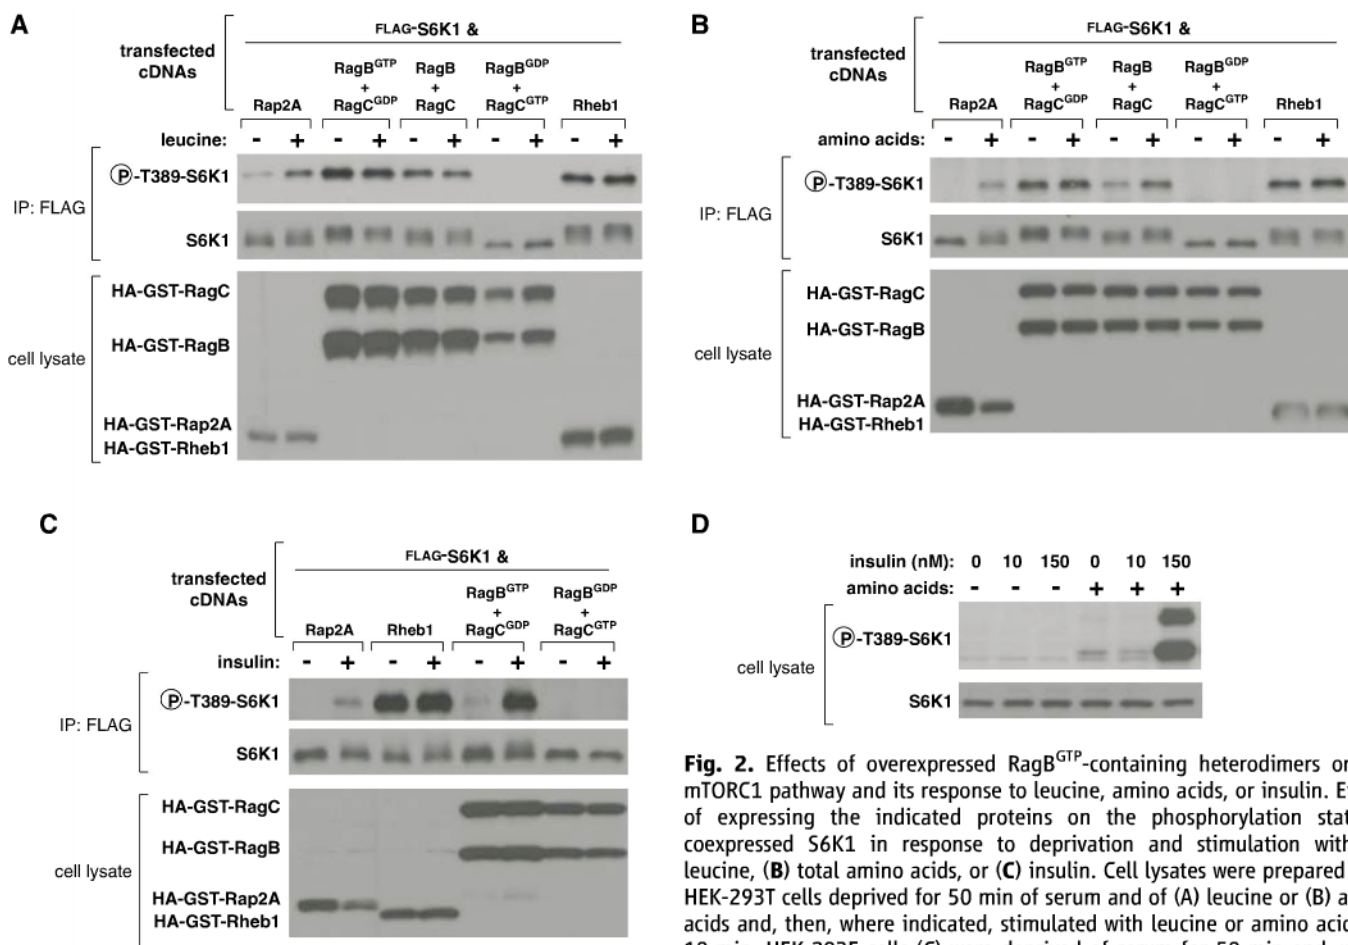 A
FLAG-S6K1 &
transfected cDNAs
RagBGTP + RagCGDP
RagB + RagC
RagBGDP + RagCGTP
Rap2A
Rheb1
leucine: - + - + - + - + - +
IP: FLAG
P-T389-S6K1
S6K1
cell lysate
HA-GST-RagC
HA-GST-RagB
HA-GST-Rap2A
HA-GST-Rheb1
B
FLAG-S6K1 &
transfected cDNAs
RagBGTP + RagCGDP
RagB + RagC
RagBGDP + RagCGTP
Rap2A
Rheb1
amino acids: - + - + - + - + - +
IP: FLAG
P-T389-S6K1
S6K1
cell lysate
HA-GST-RagC
HA-GST-RagB
HA-GST-Rap2A
HA-GST-Rheb1
C
FLAG-S6K1 &
transfected cDNAs
RagBGTP + RagCGDP
RagBGDP + RagCGTP
Rap2A
Rheb1
insulin: - + - + - + - +
IP: FLAG
P-T389-S6K1
S6K1
cell lysate
HA-GST-RagC
HA-GST-RagB
HA-GST-Rap2A
HA-GST-Rheb1
D
insulin (nM): 0 10 150 0 10 150
amino acids: - - - + + +
cell lysate
P-T389-S6K1
S6K1
Fig. 2. Effects of overexpressed RagBGTP-containing heterodimers on
mTORC1 pathway and its response to leucine, amino acids, or insulin.
of expressing the indicated proteins on the phosphorylation
coexpressed S6K1 in response to deprivation and stimulation with
leucine, (B) total amino acids, or (C) insulin. Cell lysates were prepared
HEK-293T cells deprived for 50 min of serum and of (A) leucine or (B)
acids and, then, where indicated, stimulated with leucine or amino